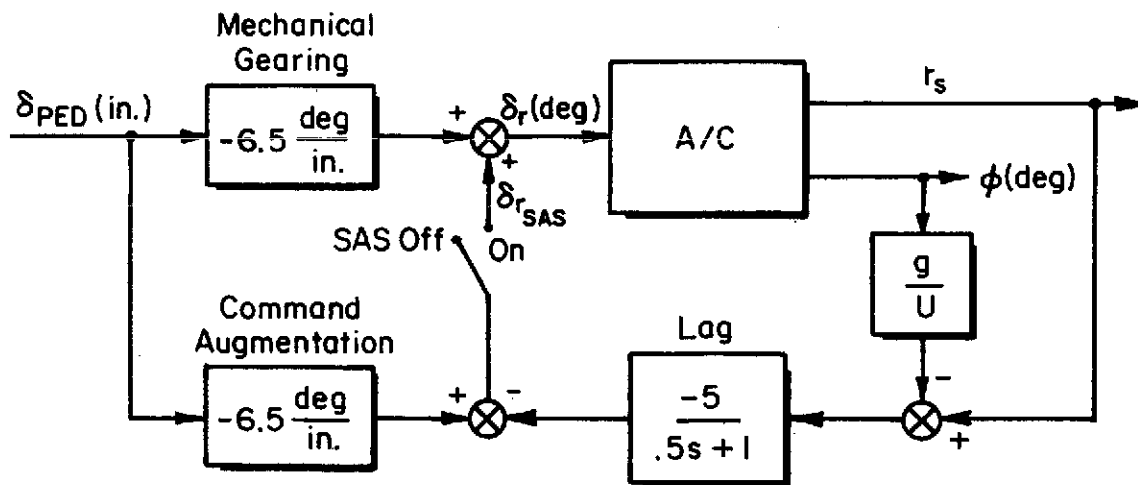 Mechanical
Gearing
δPED (in.)
-6.5 deg/in.
+
+
δr(deg)
δrSAS
A/C
rs
ϕ(deg)
SAS Off
On
g/U
Command
Augmentation
-6.5 deg/in.
+
-
Lag
-5/.5s+1
-
+